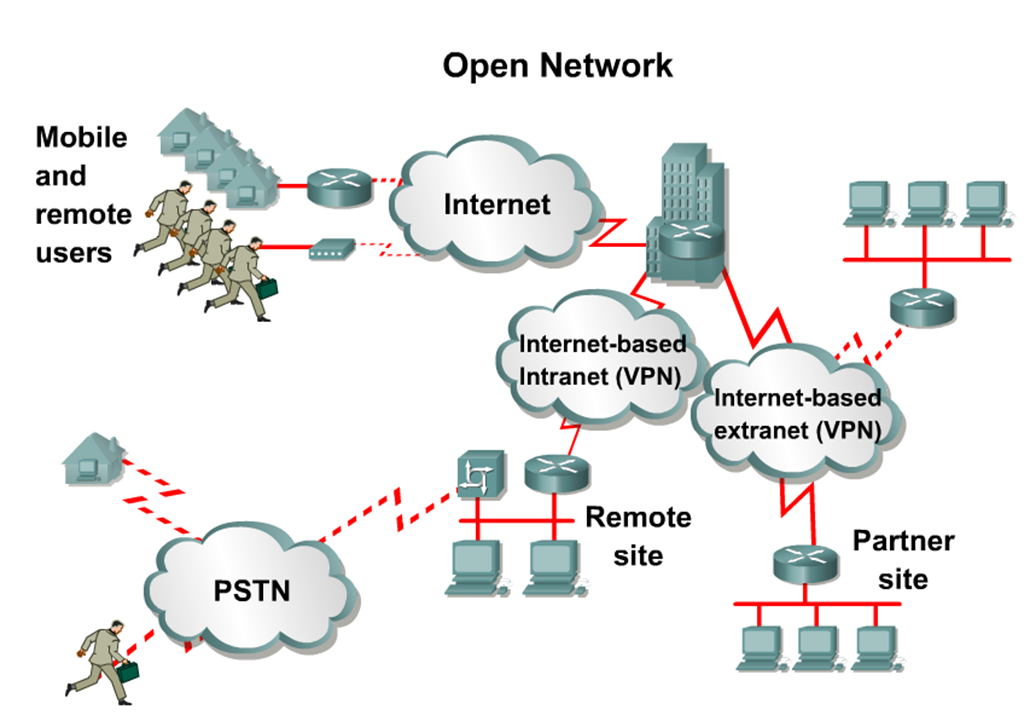 Open Network
Mobile
and
remote
users
Internet
Internet-based
Intranet (VPN)
Internet-based
extranet (VPN)
PSTN
Remote
site
Partner
site